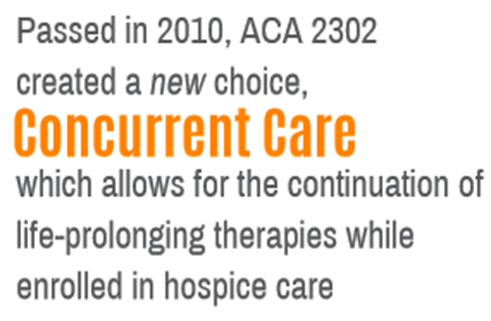 Passed in 2010, ACA 2302
created a new choice,
Concurrent Care
which allows for the continuation of
life-prolonging therapies while
enrolled in hospice care